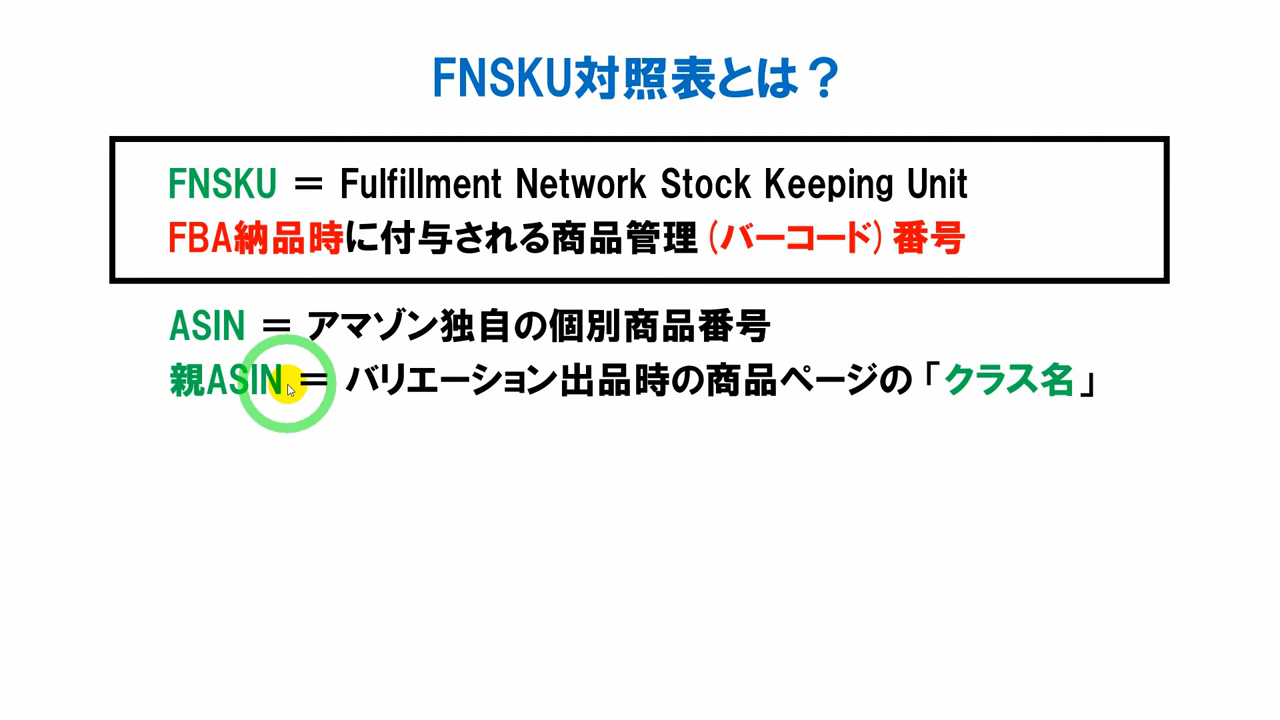 FNSKU対照表とは？
FNSKU ＝ Fulfillment Network Stock Keeping Unit
FBA納品時に付与される商品管理（バーコード）番号
ASIN ＝ アマゾン独自の個別商品番号
親ASIN ＝ バリエーション出品時の商品ページの「クラス名」